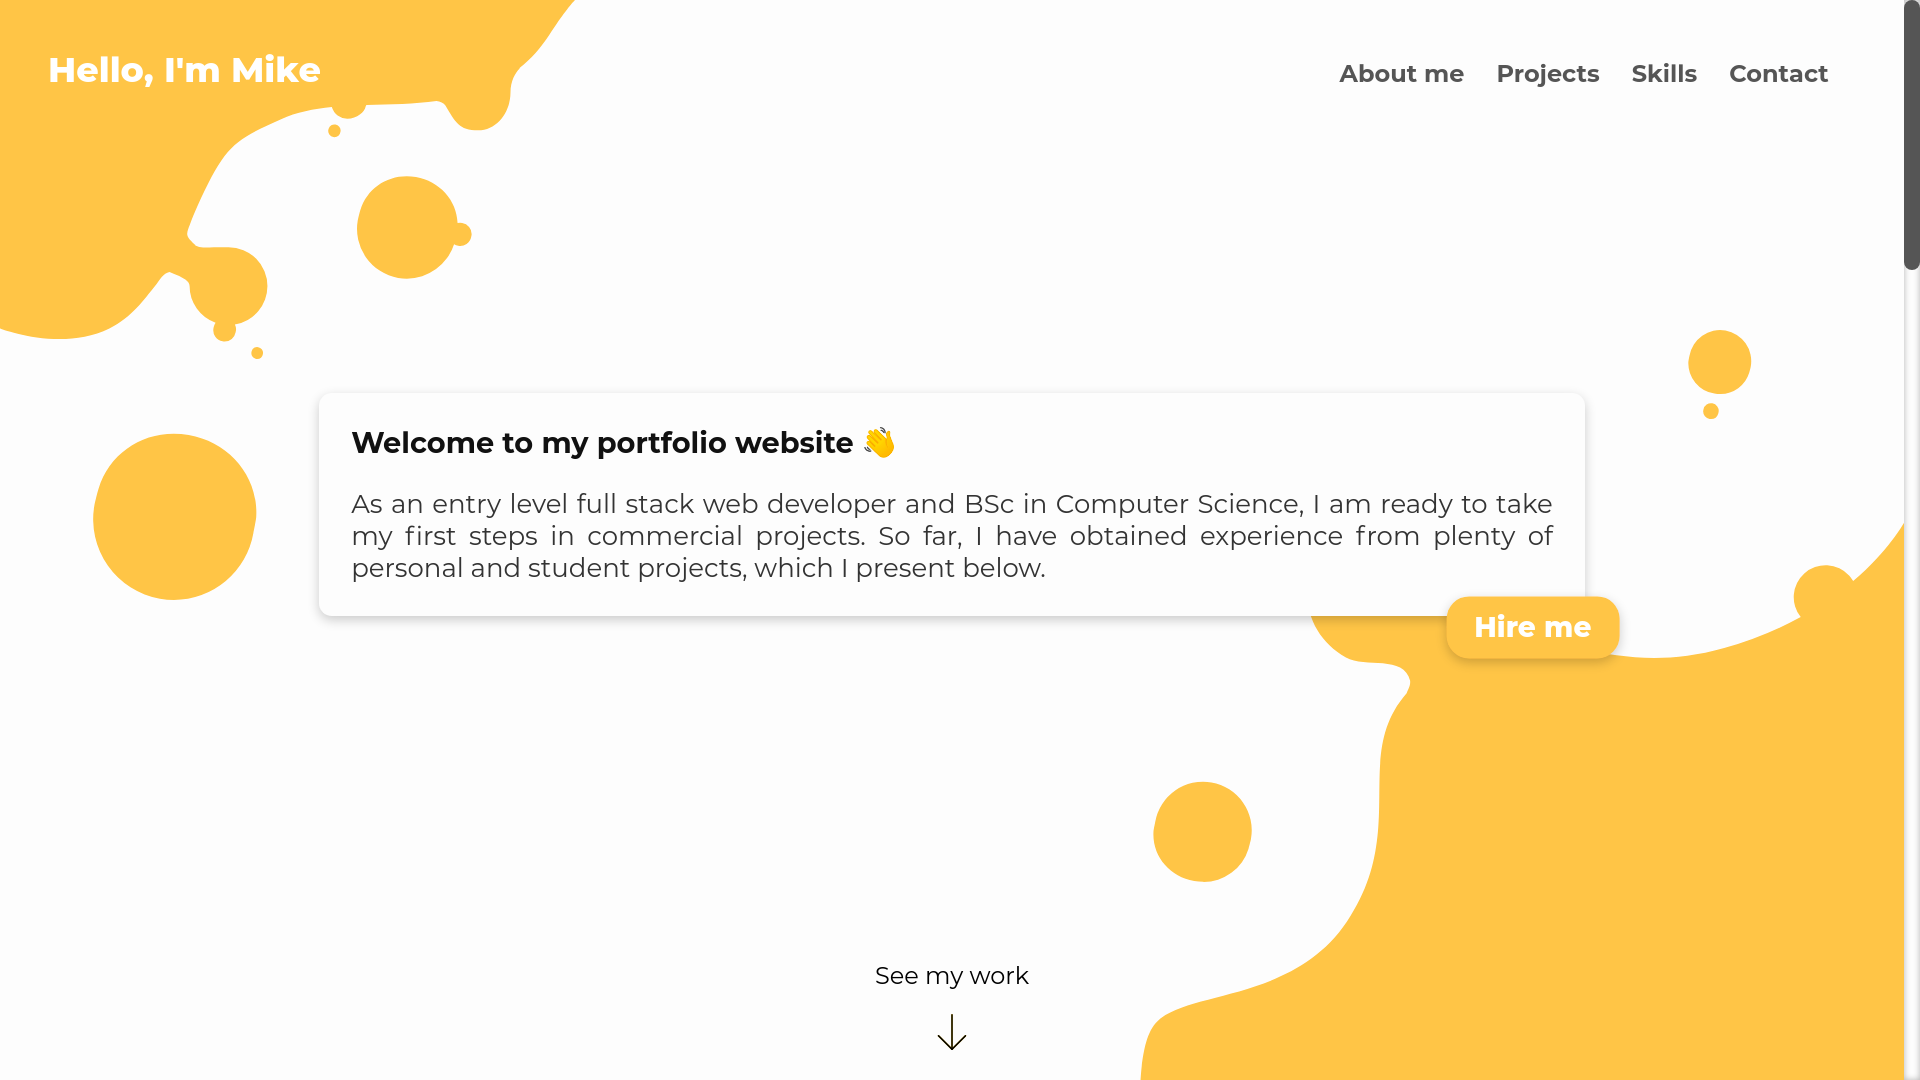 Hello, I'm Mike
About me Projects Skills Contact
Welcome to my portfolio website 👋
As an entry level full stack web developer and BSc in Computer Science, I am ready to take
my first steps in commercial projects. So far, I have obtained experience from plenty of
personal and student projects, which I present below.
Hire me
See my work